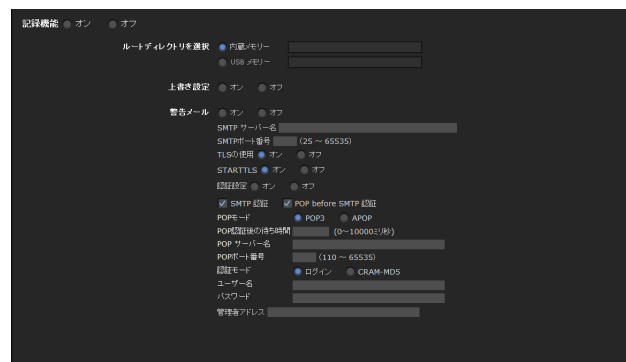 記録機能 オン オフ
ルートディレクトリを選択 内蔵メモリー
USB メモリー
上書き設定 オン オフ
警告メール オン オフ
SMTP サーバー名
SMTPポート番号 (25 ～ 65535)
TLSの使用 オン オフ
STARTTLS オン オフ
認証設定 オン オフ
SMTP 認証 POP before SMTP 認証
POPモード POP3 APOP
POP認証後の待ち時間 (0～10000ミリ秒)
POP サーバー名
POPポート番号 (110 ～ 65535)
認証モード ログイン CRAM-MD5
ユーザー名
パスワード
管理者アドレス